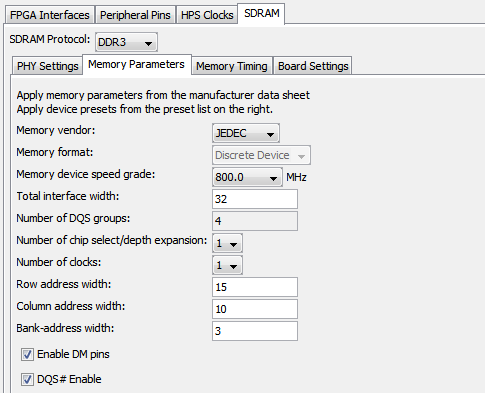 FPGA Interfaces Peripheral Pins HPS Clocks SDRAM
SDRAM Protocol: DDR3
PHY Settings Memory Parameters Memory Timing Board Settings
Apply memory parameters from the manufacturer data sheet
Apply device presets from the preset list on the right.
Memory vendor: JEDEC
Memory format: Discrete Device
Memory device speed grade: 800.0 MHz
Total interface width: 32
Number of DQS groups: 4
Number of chip select/depth expansion: 1
Number of clocks: 1
Row address width: 15
Column address width: 10
Bank-address width: 3
Enable DM pins
DQS# Enable